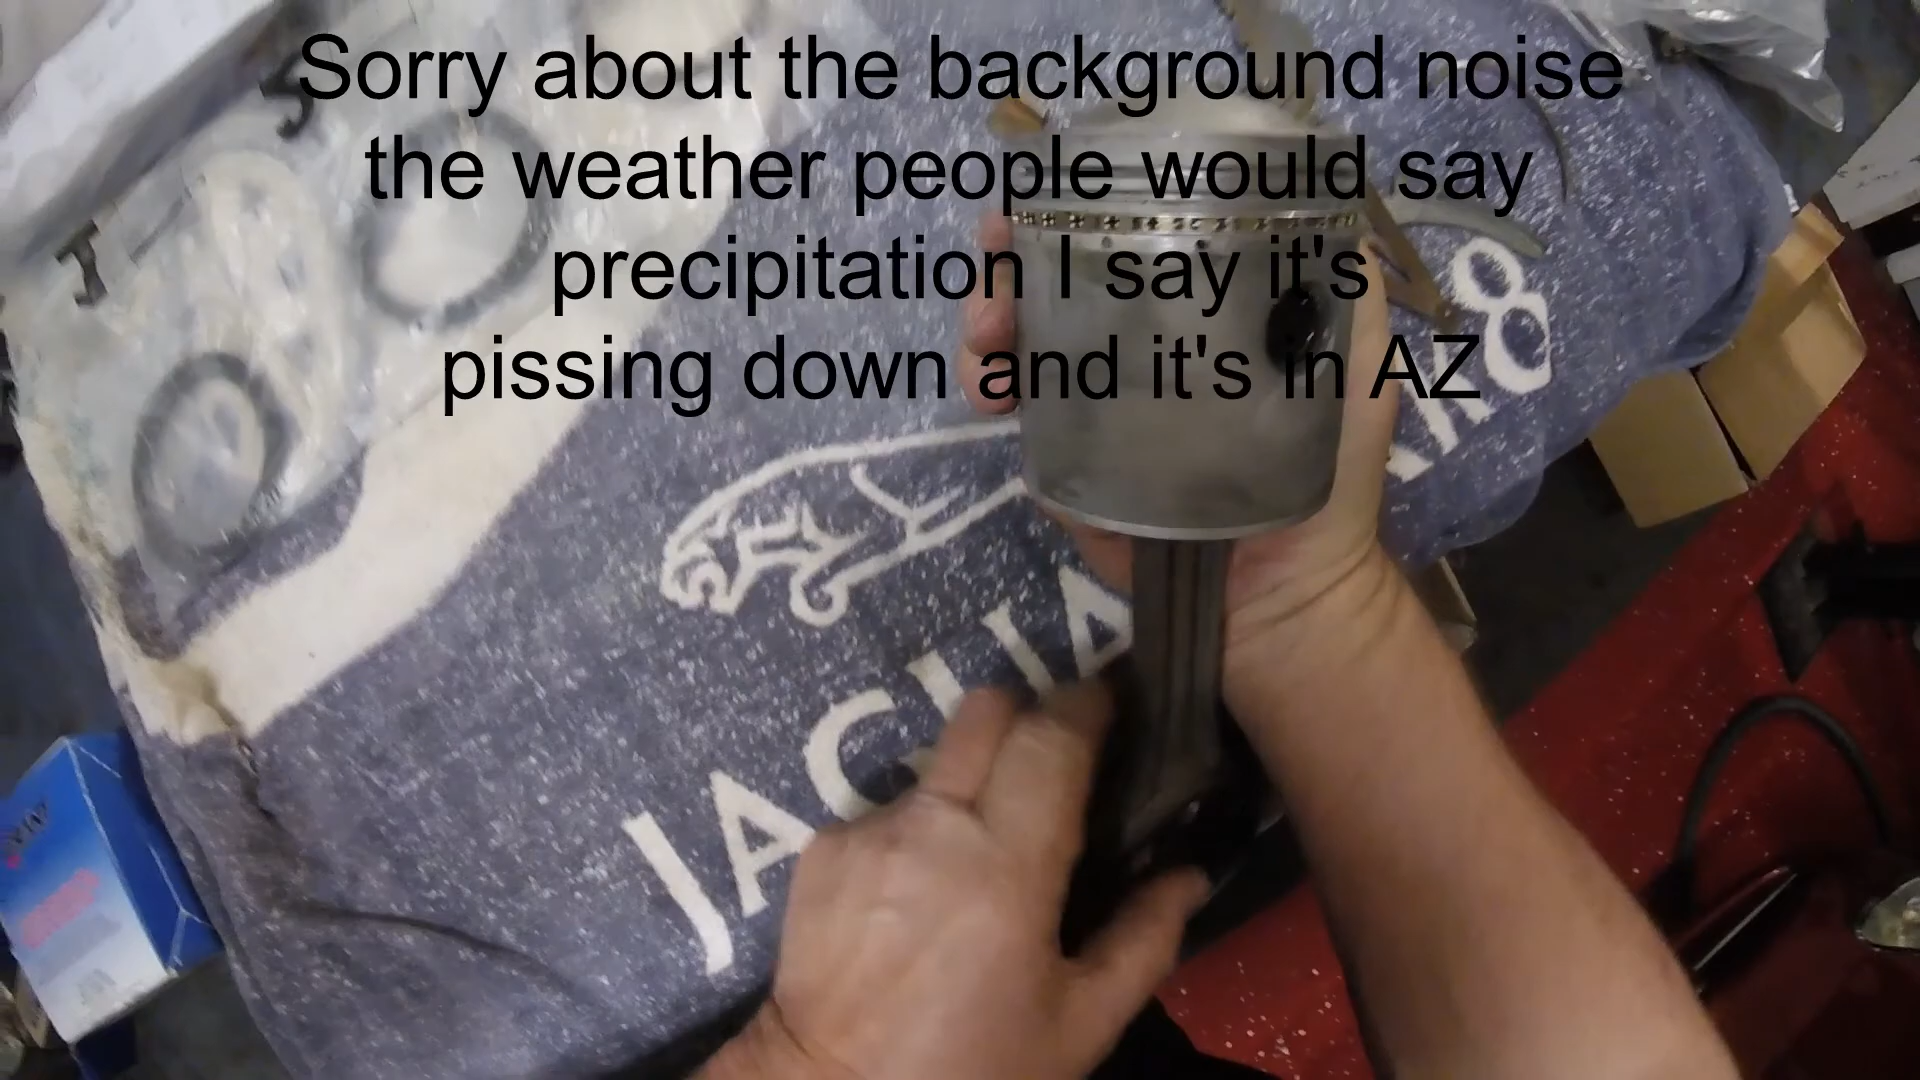 Sorry about the background noise
the weather people would say
precipitation I say it's
pissing down and it's in AZ
JAGUA
8